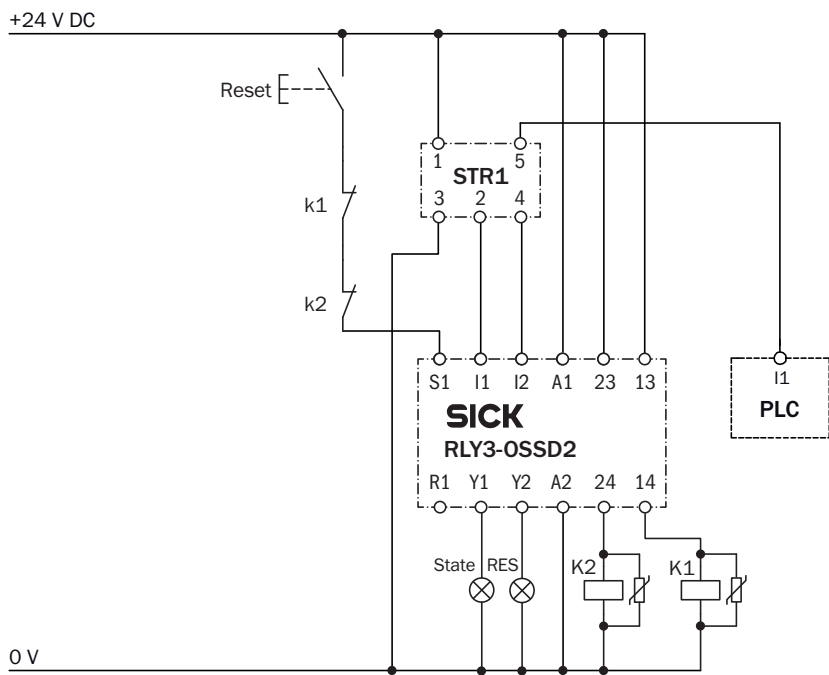 +24 V DC
Reset
1 5
STR1
3 2 4
k1
k2
S1 I1 I2 A1 23 13
SICK
RLY3-OSSD2
R1 Y1 Y2 A2 24 14
I1
PLC
State RES K2 K1
0 V